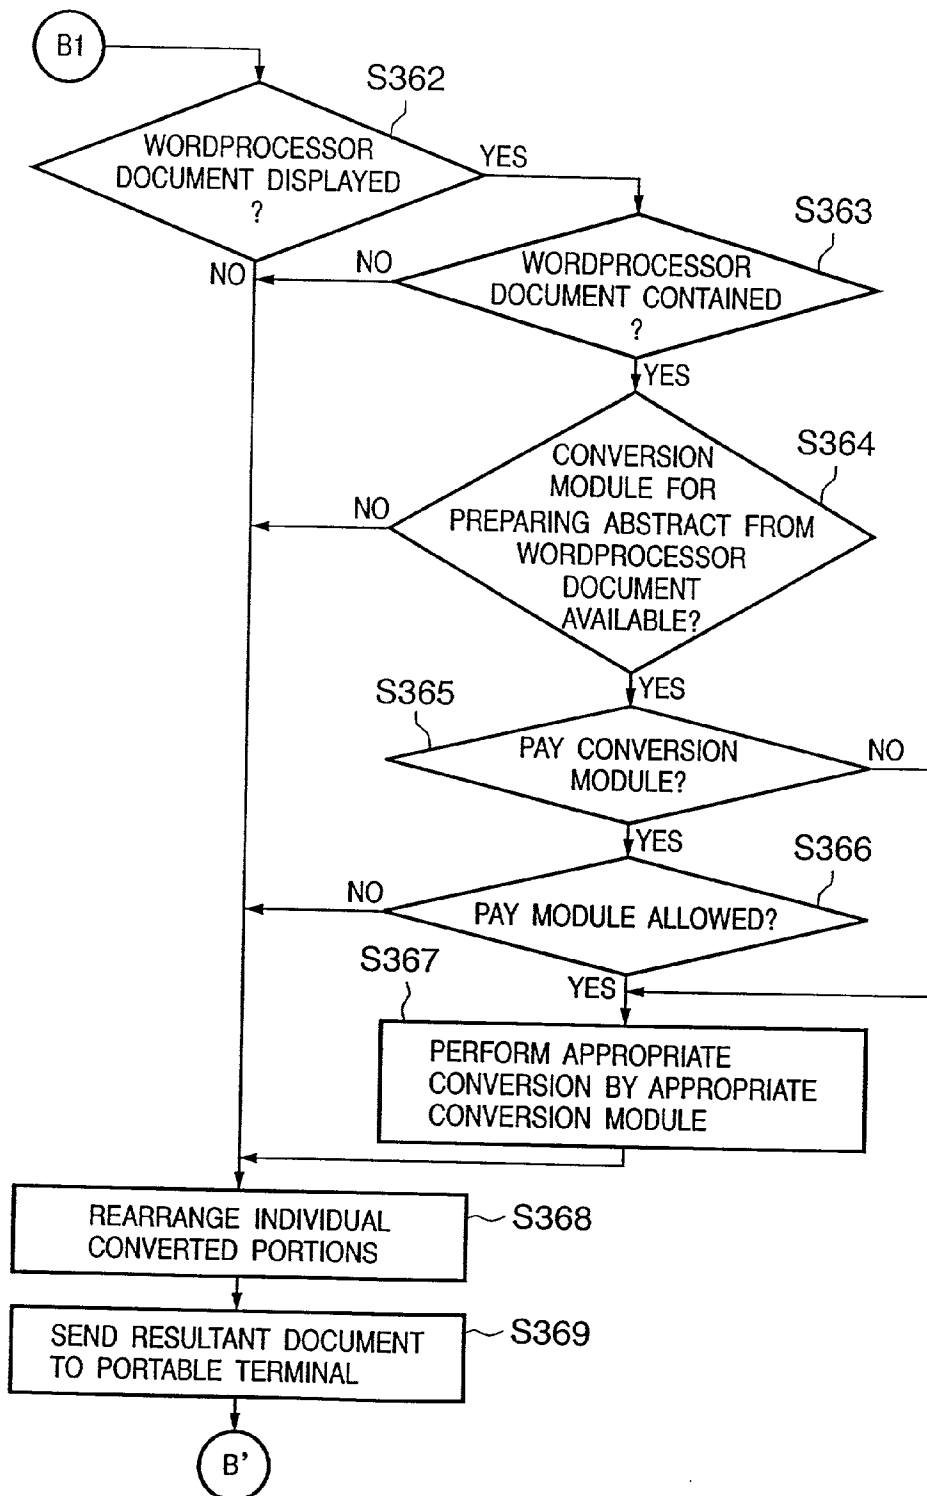 B1
S362
WORDPROCESSOR
DOCUMENT DISPLAYED
?
YES
NO
S363
WORDPROCESSOR
DOCUMENT CONTAINED
?
NO
YES
S364
CONVERSION
MODULE FOR
PREPARING ABSTRACT FROM
WORDPROCESSOR
DOCUMENT
AVAILABLE?
NO
YES
S365
PAY CONVERSION
MODULE?
NO
YES
S366
PAY MODULE ALLOWED?
NO
YES
S367
PERFORM APPROPRIATE
CONVERSION BY APPROPRIATE
CONVERSION MODULE
REARRANGE INDIVIDUAL
CONVERTED PORTIONS
S368
SEND RESULTANT DOCUMENT
TO PORTABLE TERMINAL
S369
B'